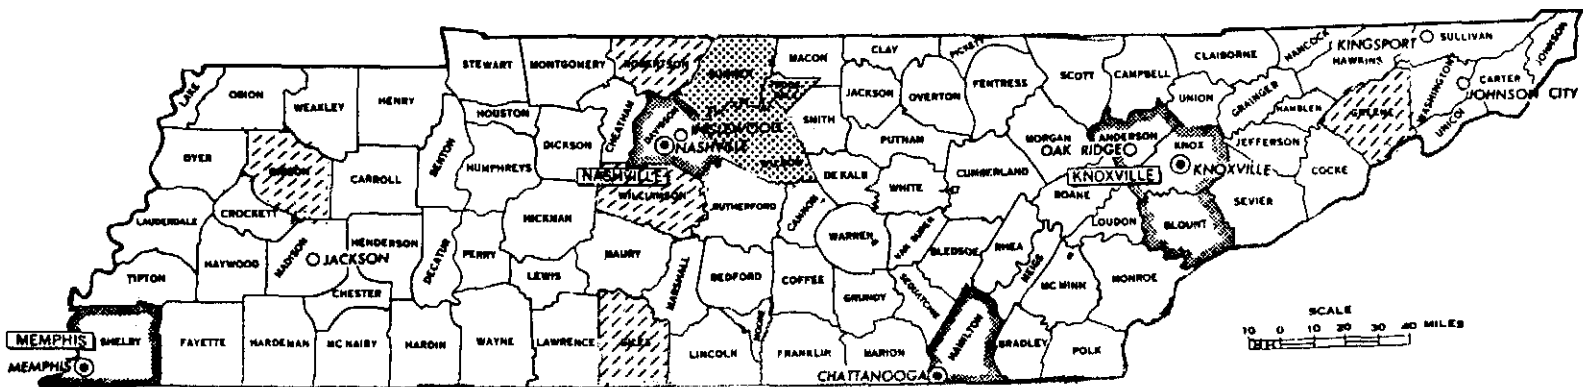 LAKE
OBION
WEAKLEY
HENRY
STEWART
MONTGOMERY
ROBERTSON
SUMNER
MACON
CLAY
PICKETT
SCOTT
CAMPBELL
CLAIBORNE
HANCOCK
KINGSPORT
HAWKINS
SULLIVAN
JOHNSON
HOUSTON
CHEATHAM
DAVIDSON
INGLEWOOD
NASHVILLE
JACKSON
OVERTON
FENTRESS
UNION
GRAINGER
HAMBLEN
GREENE
WASHINGTON
CARTER
JOHNSON CITY
UNICOI
DYER
GIBSON
CARROLL
BENTON
HUMPHREYS
DICKSON
NASHVILLE
WILSON
SMITH
PUTNAM
MORGAN
ANDERSON
OAK RIDGE
KNOX
KNOXVILLE
KNOXVILLE
JEFFERSON
COCKE
SEVIER
LAUDERDALE
CROCKETT
HICKMAN
WILLIAMSON
RUTHERFORD
CANNON
DE KALB
WHITE
CUMBERLAND
ROANE
LOUDON
BLOUNT
TIPTON
HAYWOOD
MADISON
JACKSON
HENDERSON
DECATUR
PERRY
LEWIS
MAURY
MARSHALL
BEDFORD
COFFEE
WARREN
VAN BUREN
BLEDSOE
RHEA
MEIGS
MC MINN
MONROE
CHESTER
MOORE
GRUNDY
SEQUATCHIE
MEMPHIS
SHELBY
MEMPHIS
FAYETTE
HARDEMAN
MC NAIRY
HARDIN
WAYNE
LAWRENCE
GILES
LINCOLN
FRANKLIN
MARION
CHATTANOOGA
HAMILTON
BRADLEY
POLK
SCALE
10 0 10 20 30 40 MILES